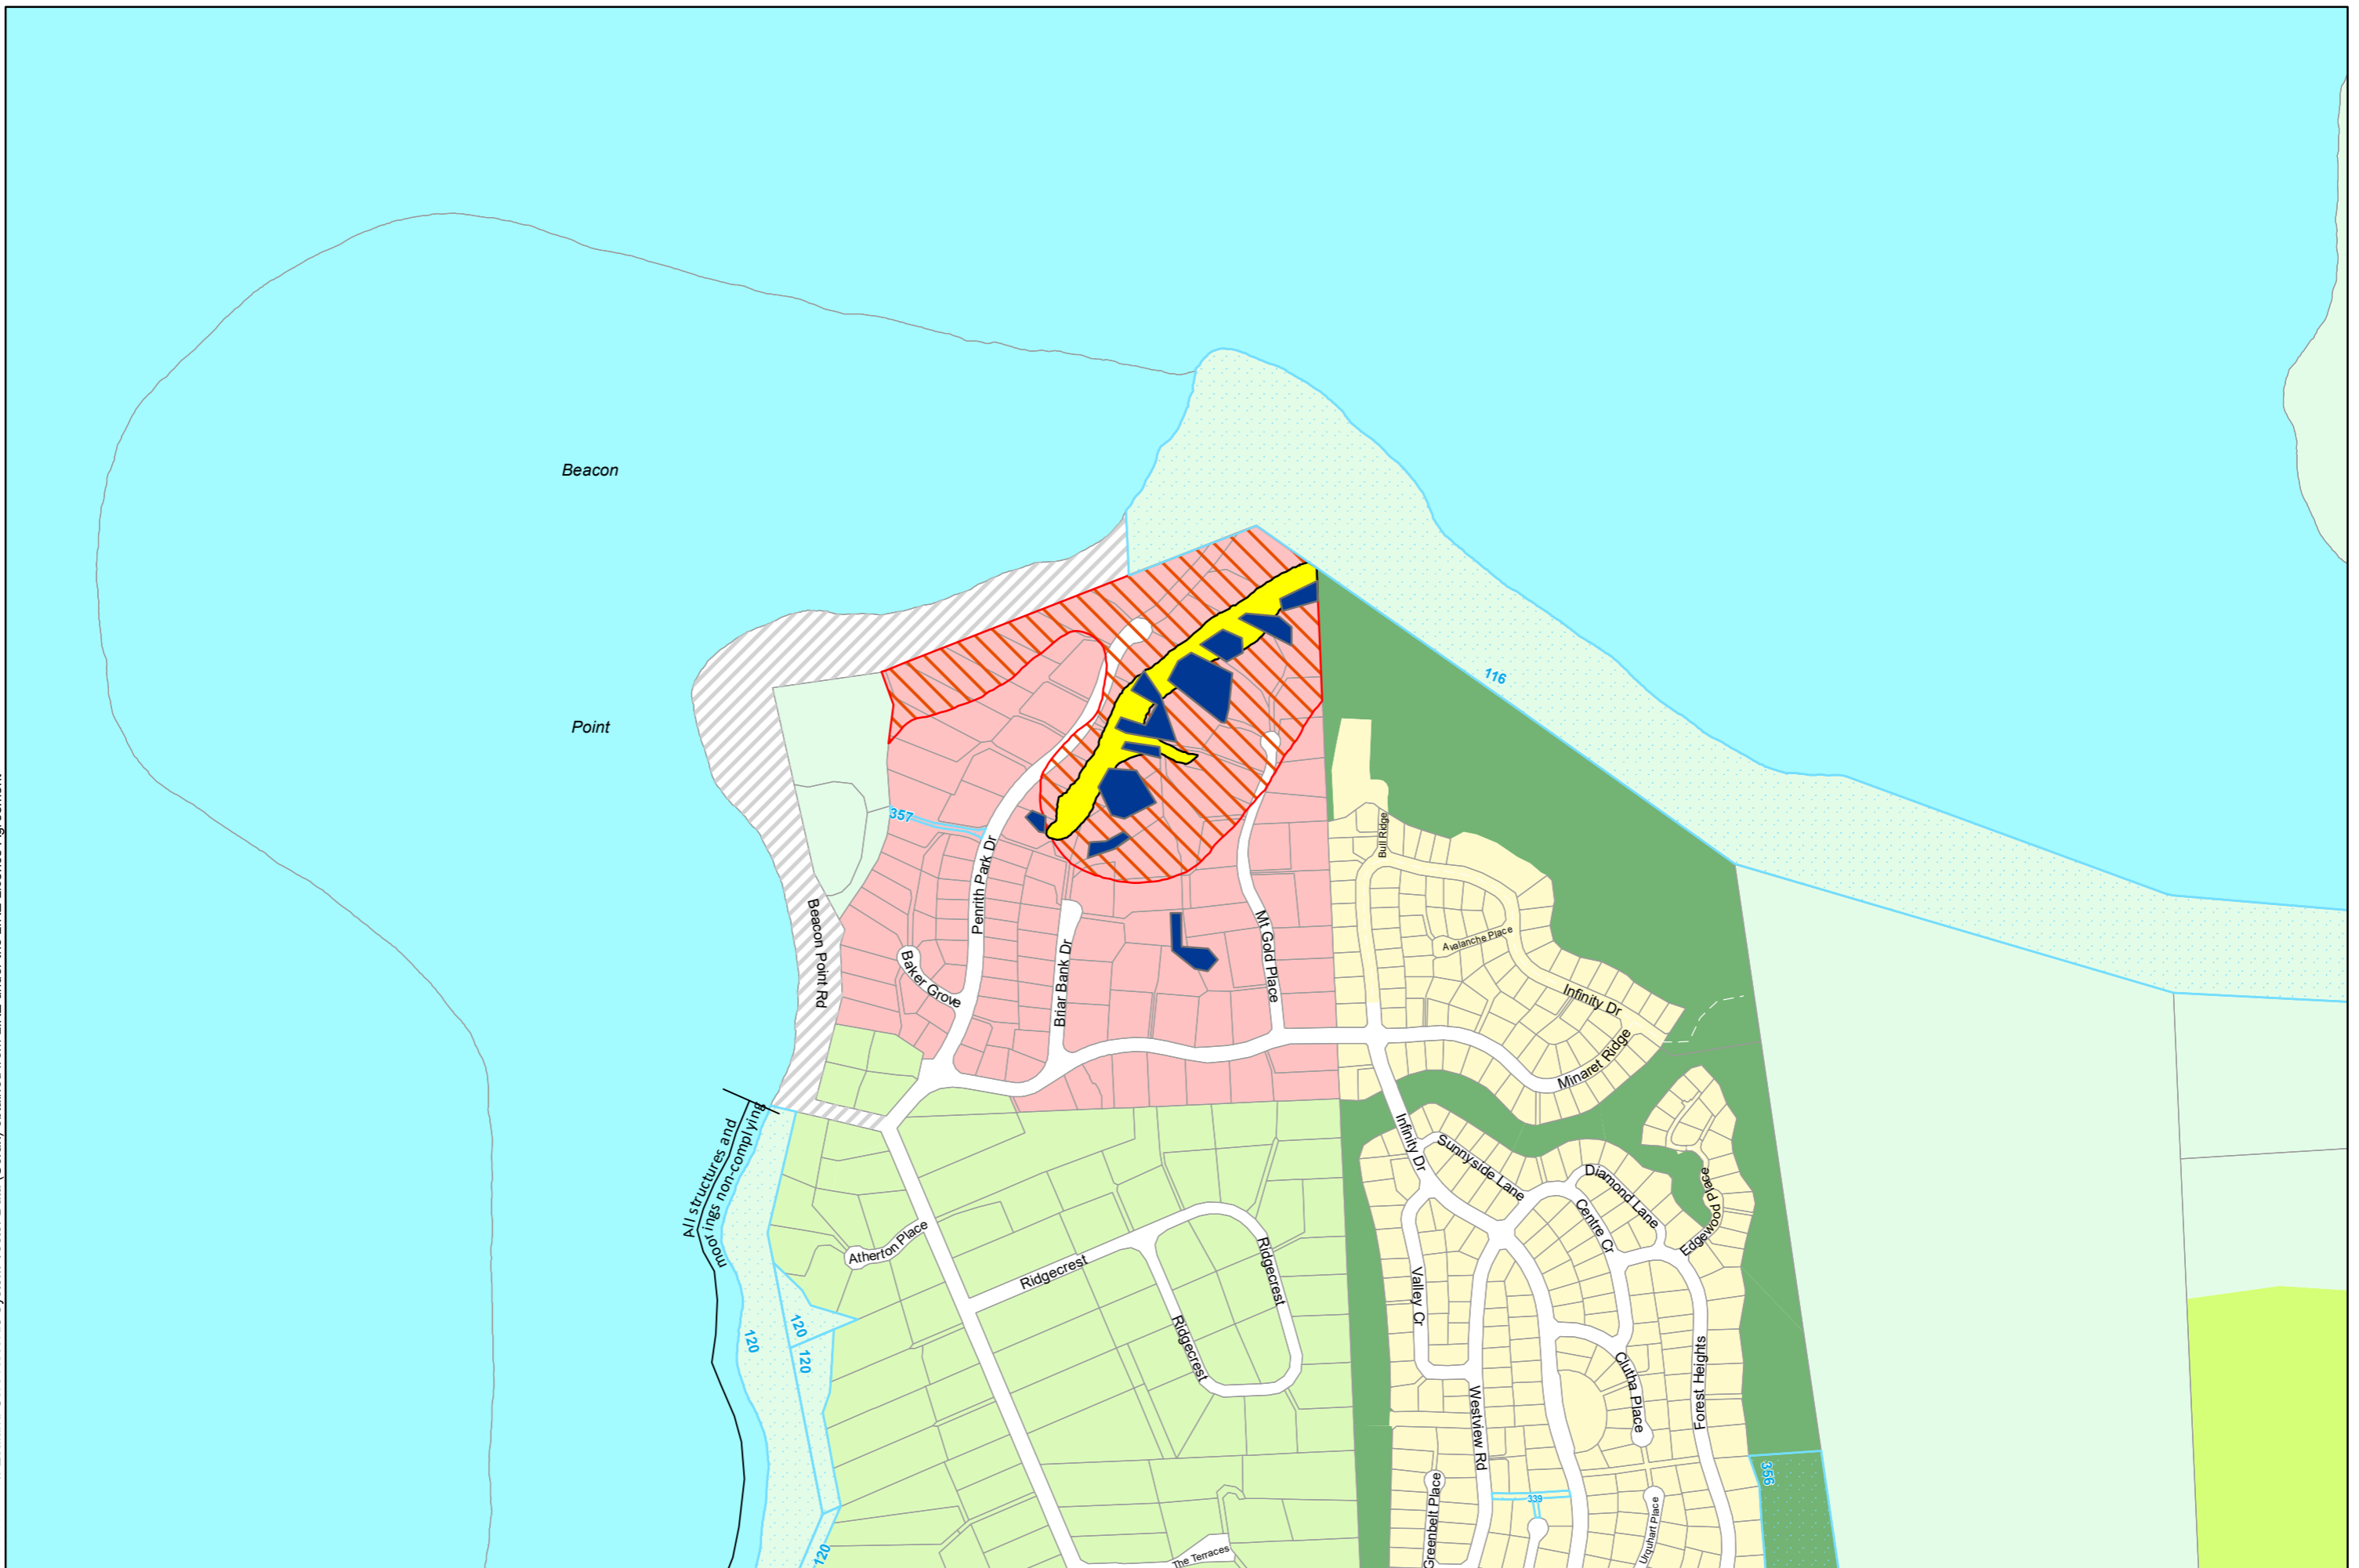 Beacon
Point
116
357
Bull Ridge
Penrith Park Dr
Beacon Point Rd
Baker Grove
Briar Bank Dr
Mt Gold Place
Avalanche Place
Infinity Dr
Minaret Ridge
All structures and
moorings non-complying
Infinity Dr
Sunnyside Lane
Diamond Lane
Centre Cr
Edgewood Place
Atherton Place
Ridgecrest
Ridgecrest
Ridgecrest
Valley Cr
120
120
120
120
Clutha Place
Forest Heights
Westview Rd
Greenbelt Place
339
356
Urquhart Place
The Terraces